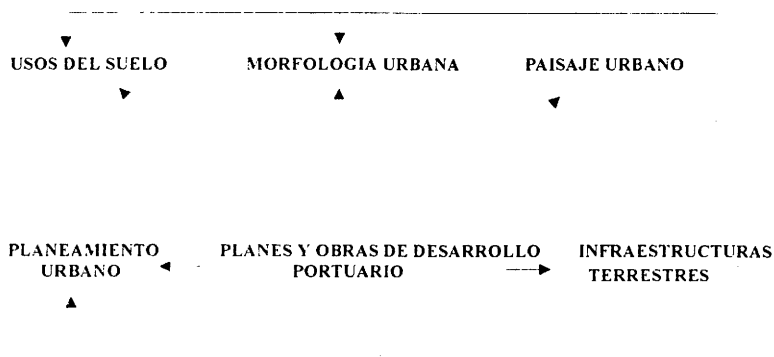 USOS DEL SUELO MORFOLOGIA URBANA PAISAJE URBANO
PLANEAMIENTO PLANES Y OBRAS DE DESARROLLO INFRAESTRUCTURAS
URBANO PORTUARIO TERRESTRES